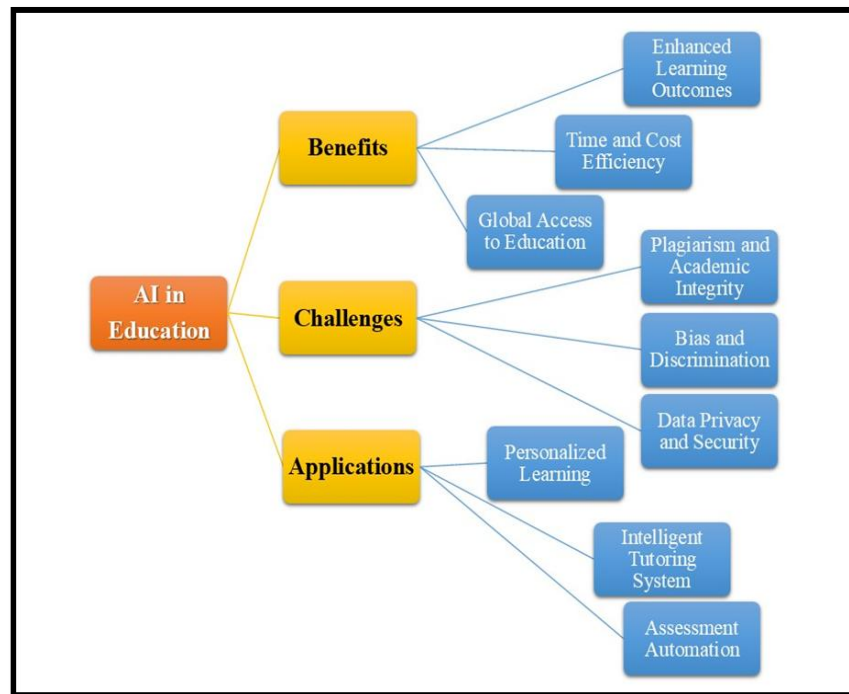 AI in
Education
Benefits
Enhanced
Learning
Outcomes
Time and Cost
Efficiency
Global Access
to Education
Challenges
Plagiarism and
Academic
Integrity
Bias and
Discrimination
Data Privacy
and Security
Applications
Personalized
Learning
Intelligent
Tutoring
System
Assessment
Automation